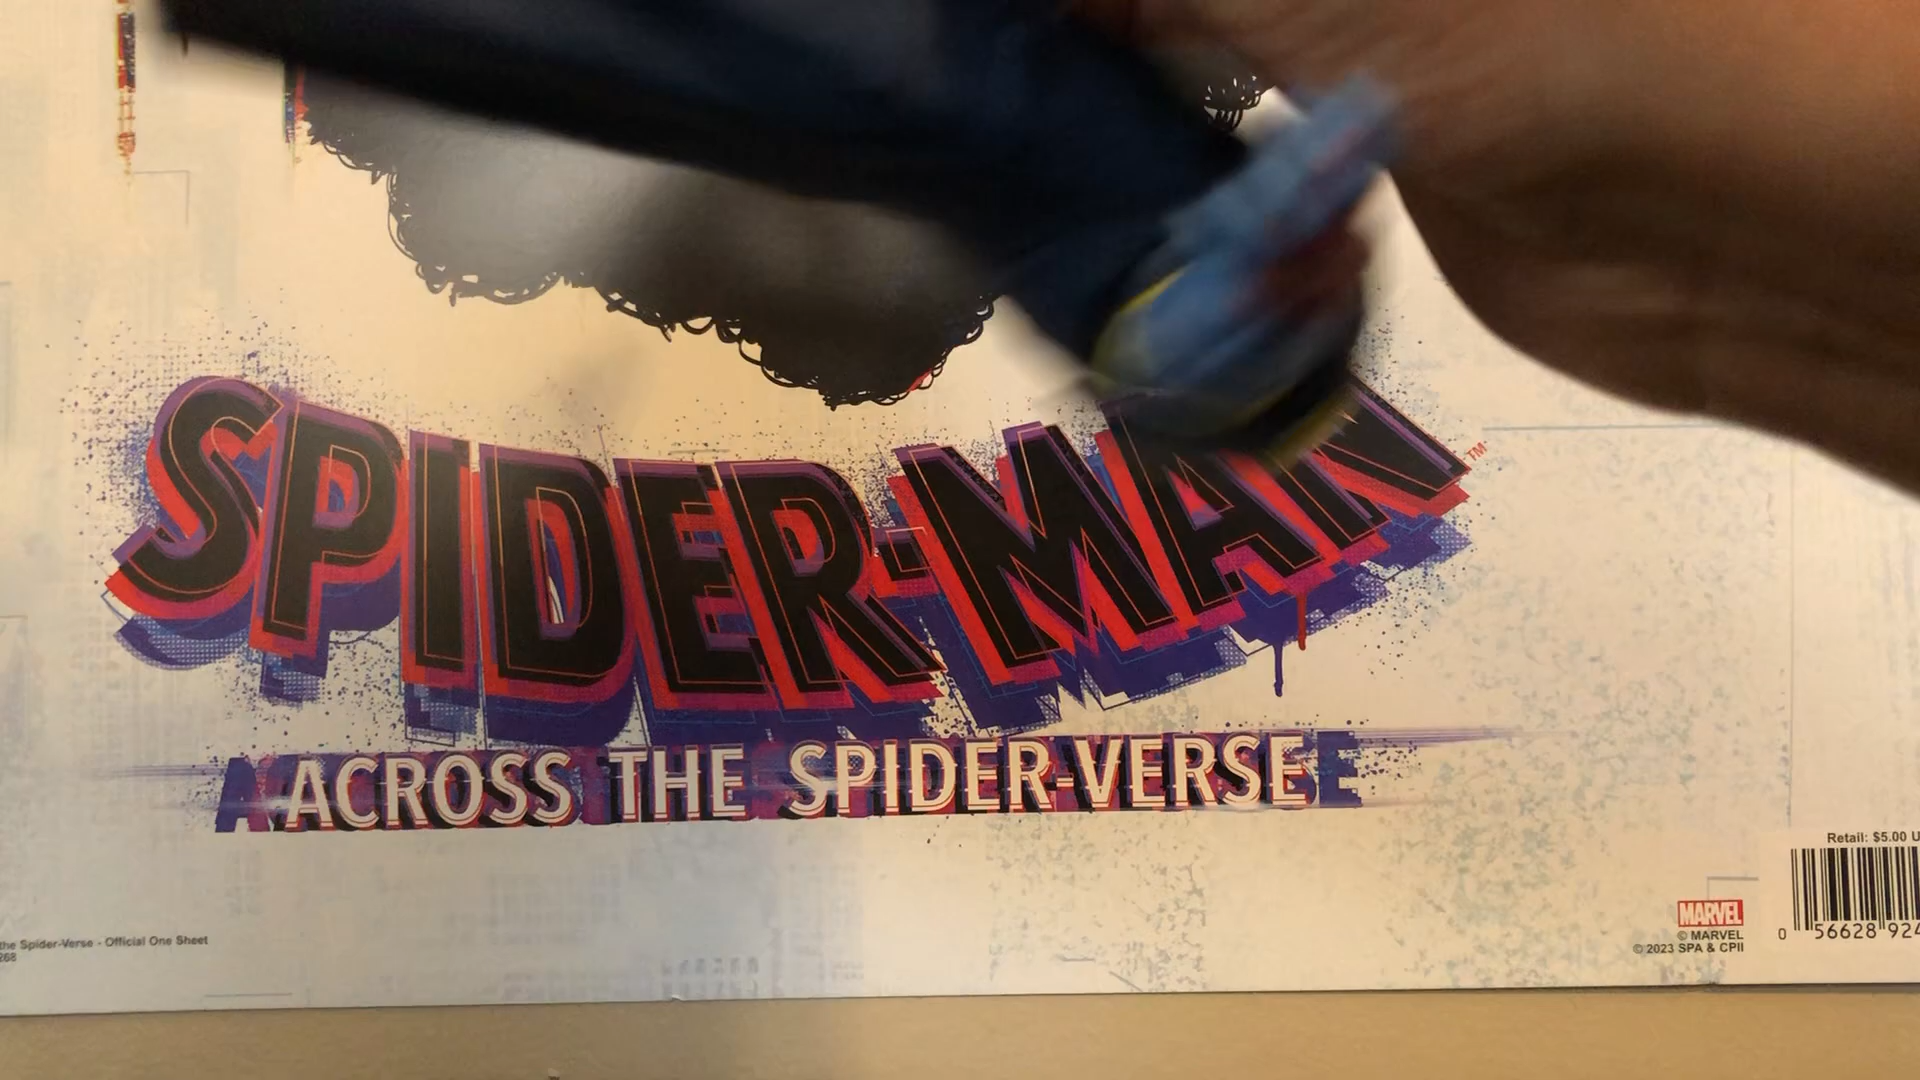 SPIDER-MAN™
ACROSS THE SPIDER-VERSE
the Spider-Verse - Official One Sheet
268
MARVEL
© MARVEL
© 2023 SPA & CPII
Retail: $5.00 U
0 56628 924